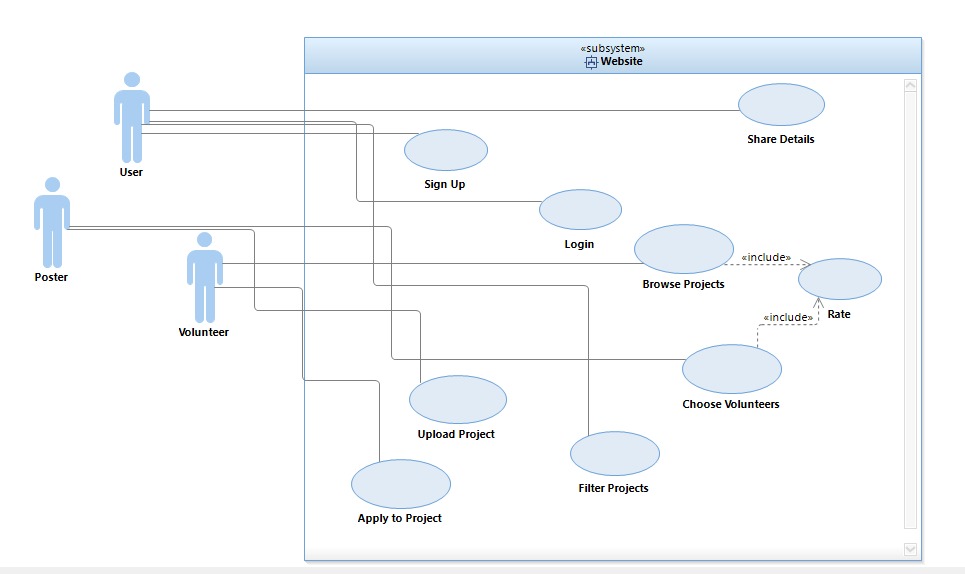 «subsystem»
Website
Share Details
User
Sign Up
Login
Poster
«include»
Browse Projects
Rate
«include»
Volunteer
Choose Volunteers
Upload Project
Filter Projects
Apply to Project